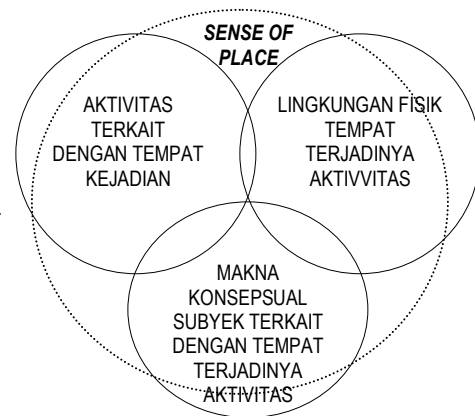 SENSE OF
PLACE
AKTIVITAS
TERKAIT
DENGAN TEMPAT
KEJADIAN
LINGKUNGAN FISIK
TEMPAT
TERJADINYA
AKTIVVITAS
MAKNA
KONSEPSUAL
SUBYEK TERKAIT
DENGAN TEMPAT
TERJADINYA
AKTIVITAS